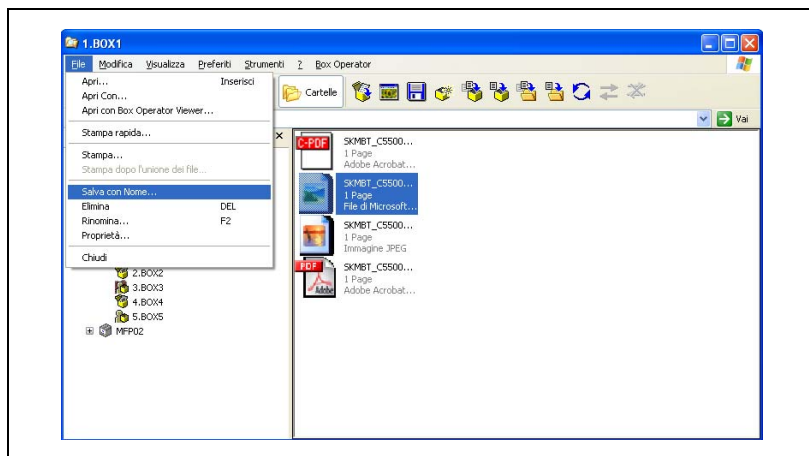 1.BOX1
File Modifica Visualizza Preferiti Strumenti ? Box Operator
Apri... Inserisci
Apri Con...
Apri con Box Operator Viewer...
Stampa rapida...
Stampa...
Stampa dopo l'unione dei file...
Salva con Nome...
Elimina DEL
Rinomina... F2
Proprietà...
Chiudi
Cartelle
Vai
2.BOX2
3.BOX3
4.BOX4
5.BOX5
MFP02
C-PDF
SKMBT_C5500...
1 Page
Adobe Acrobat...
SKMBT_C5500...
1 Page
File di Microsoft...
SKMBT_C5500...
1 Page
Immagine JPEG
PDF
Adobe
SKMBT_C5500...
1 Page
Adobe Acrobat...